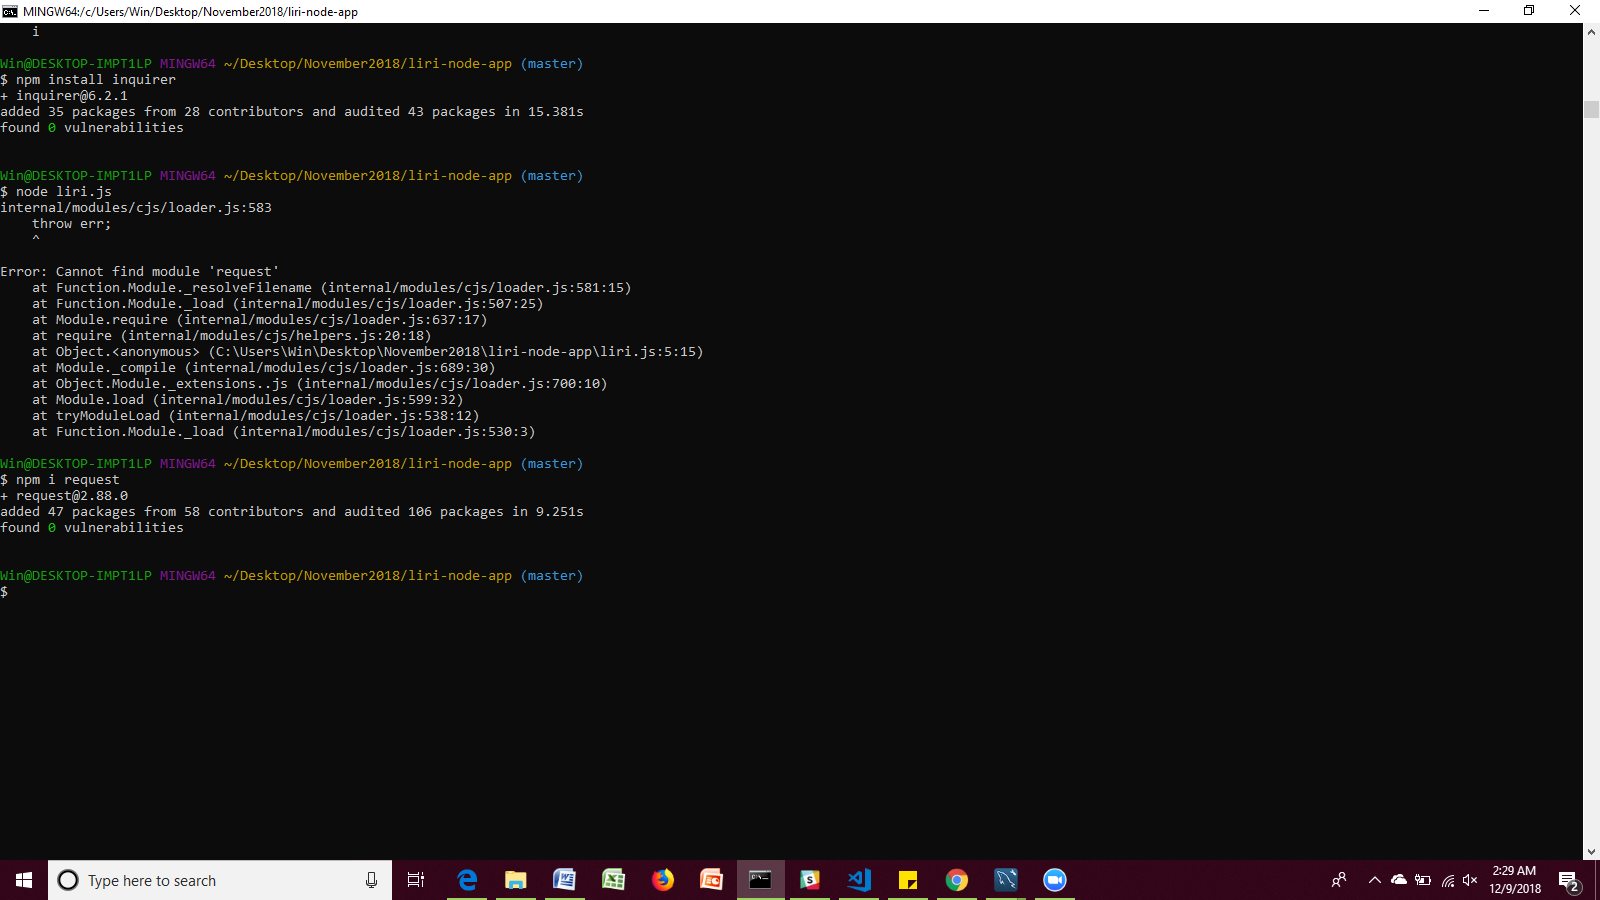 MINGW64:/c/Users/Win/Desktop/November2018/liri-node-app
i
Win@DESKTOP-IMPT1LP MINGW64 ~/Desktop/November2018/liri-node-app (master)
$ npm install inquirer
+ inquirer@6.2.1
added 35 packages from 28 contributors and audited 43 packages in 15.381s
found 0 vulnerabilities
Win@DESKTOP-IMPT1LP MINGW64 ~/Desktop/November2018/liri-node-app (master)
$ node liri.js
internal/modules/cjs/loader.js:583
    throw err;
    ^
Error: Cannot find module 'request'
    at Function.Module._resolveFilename (internal/modules/cjs/loader.js:581:15)
    at Function.Module._load (internal/modules/cjs/loader.js:507:25)
    at Module.require (internal/modules/cjs/loader.js:637:17)
    at require (internal/modules/cjs/helpers.js:20:18)
    at Object.<anonymous> (C:\Users\Win\Desktop\November2018\liri-node-app\liri.js:5:15)
    at Module._compile (internal/modules/cjs/loader.js:689:30)
    at Object.Module._extensions..js (internal/modules/cjs/loader.js:700:10)
    at Module.load (internal/modules/cjs/loader.js:599:32)
    at tryModuleLoad (internal/modules/cjs/loader.js:538:12)
    at Function.Module._load (internal/modules/cjs/loader.js:530:3)
Win@DESKTOP-IMPT1LP MINGW64 ~/Desktop/November2018/liri-node-app (master)
$ npm i request
+ request@2.88.0
added 47 packages from 58 contributors and audited 106 packages in 9.251s
found 0 vulnerabilities
Win@DESKTOP-IMPT1LP MINGW64 ~/Desktop/November2018/liri-node-app (master)
$
Type here to search
2:29 AM
12/9/2018
2